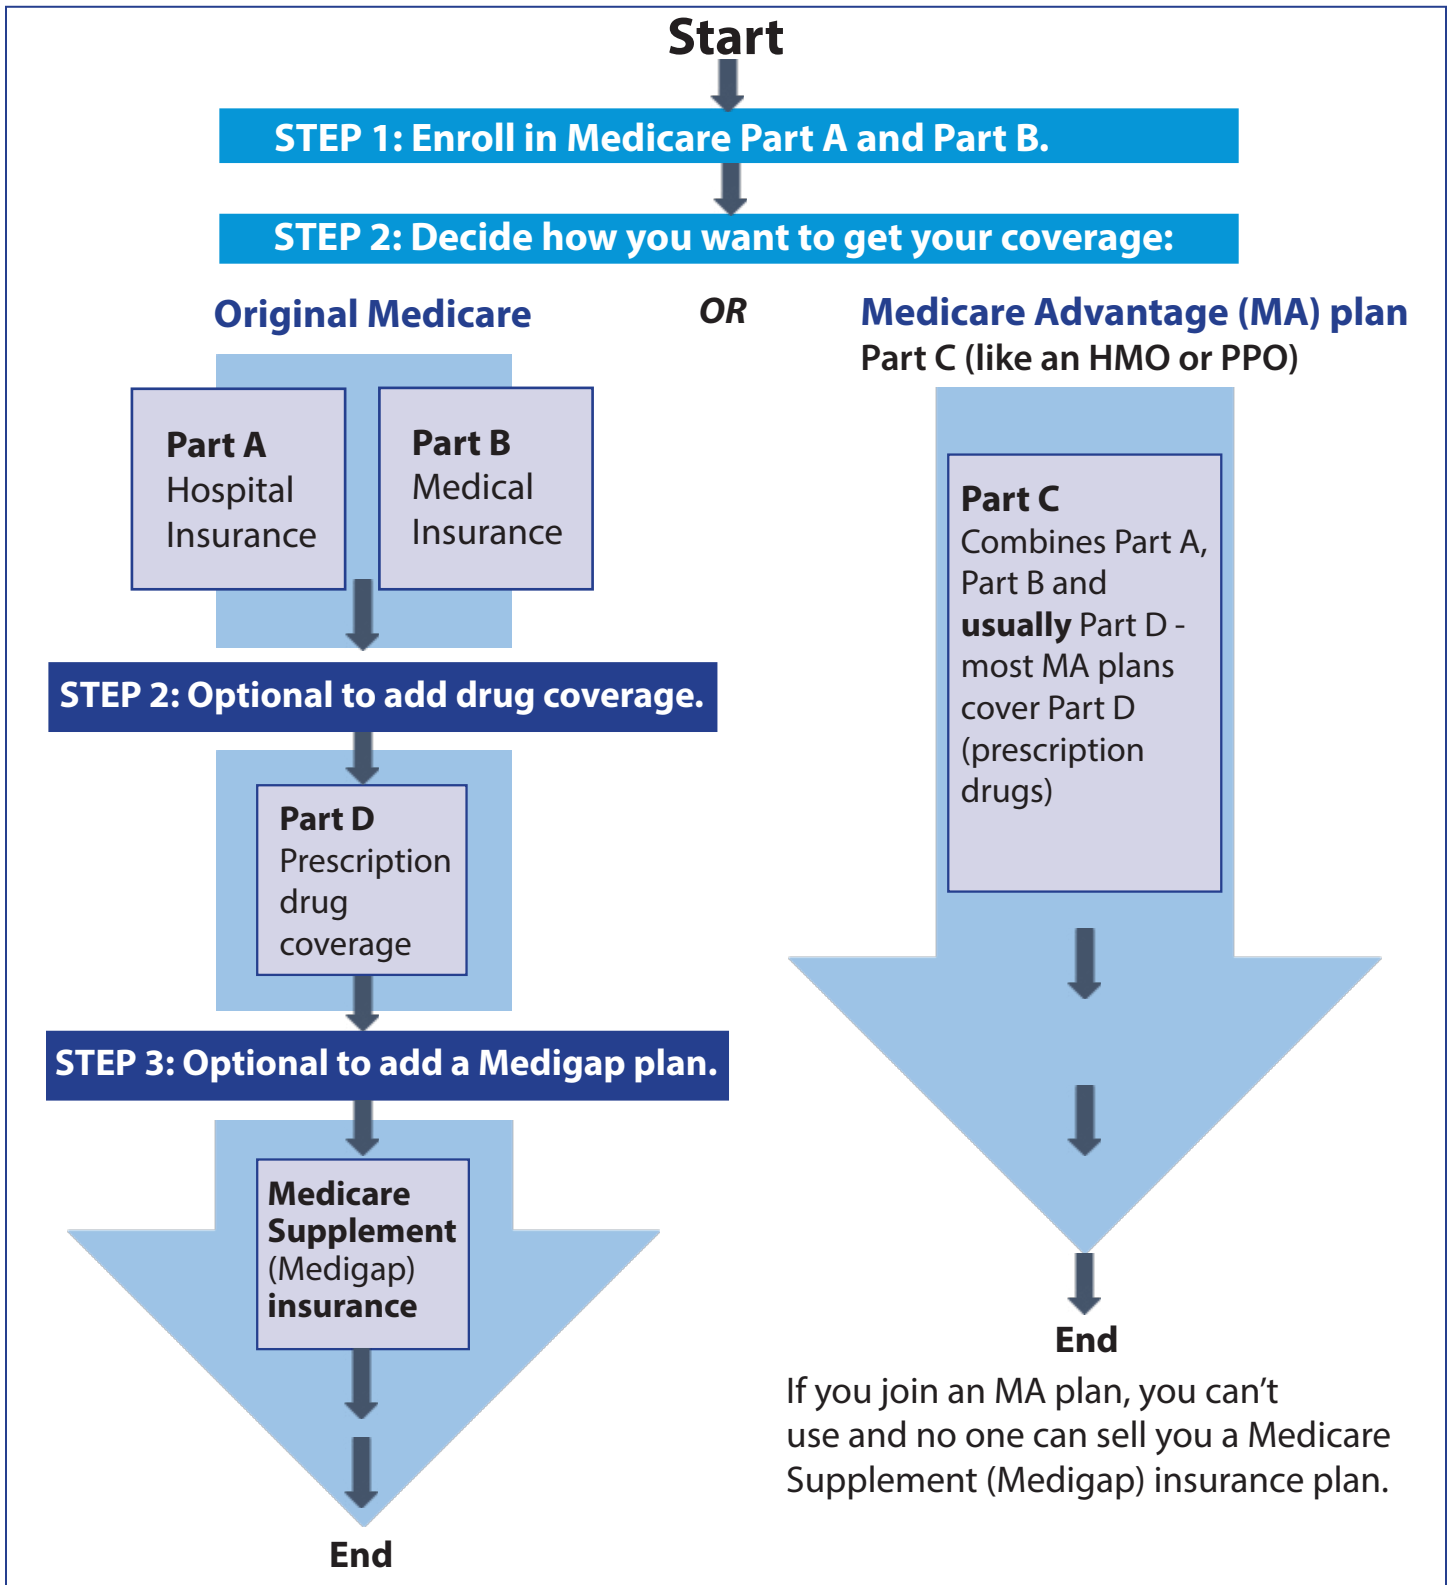 Start
STEP 1: Enroll in Medicare Part A and Part B.
STEP 2: Decide how you want to get your coverage:
Original Medicare
OR
Medicare Advantage (MA) plan
Part C (like an HMO or PPO)
Part A
Hospital
Insurance
Part B
Medical
Insurance
STEP 2: Optional to add drug coverage.
Part D
Prescription
drug
coverage
STEP 3: Optional to add a Medigap plan.
Medicare
Supplement
(Medigap)
insurance
End
Part C
Combines Part A,
Part B and
usually Part D -
most MA plans
cover Part D
(prescription
drugs)
End
If you join an MA plan, you can’t
use and no one can sell you a Medicare
Supplement (Medigap) insurance plan.